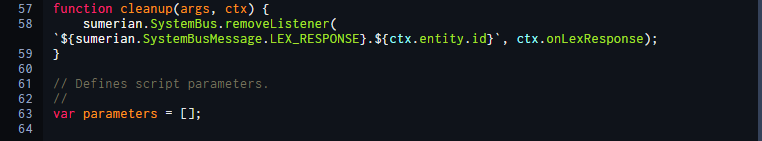 57 function cleanup(args, ctx) {
58     sumerian.SystemBus.removeListener(
`${sumerian.SystemBusMessage.LEX_RESPONSE}.${ctx.entity.id}`, ctx.onLexResponse);
59 }
60
61 // Defines script parameters.
62 //
63 var parameters = [];
64